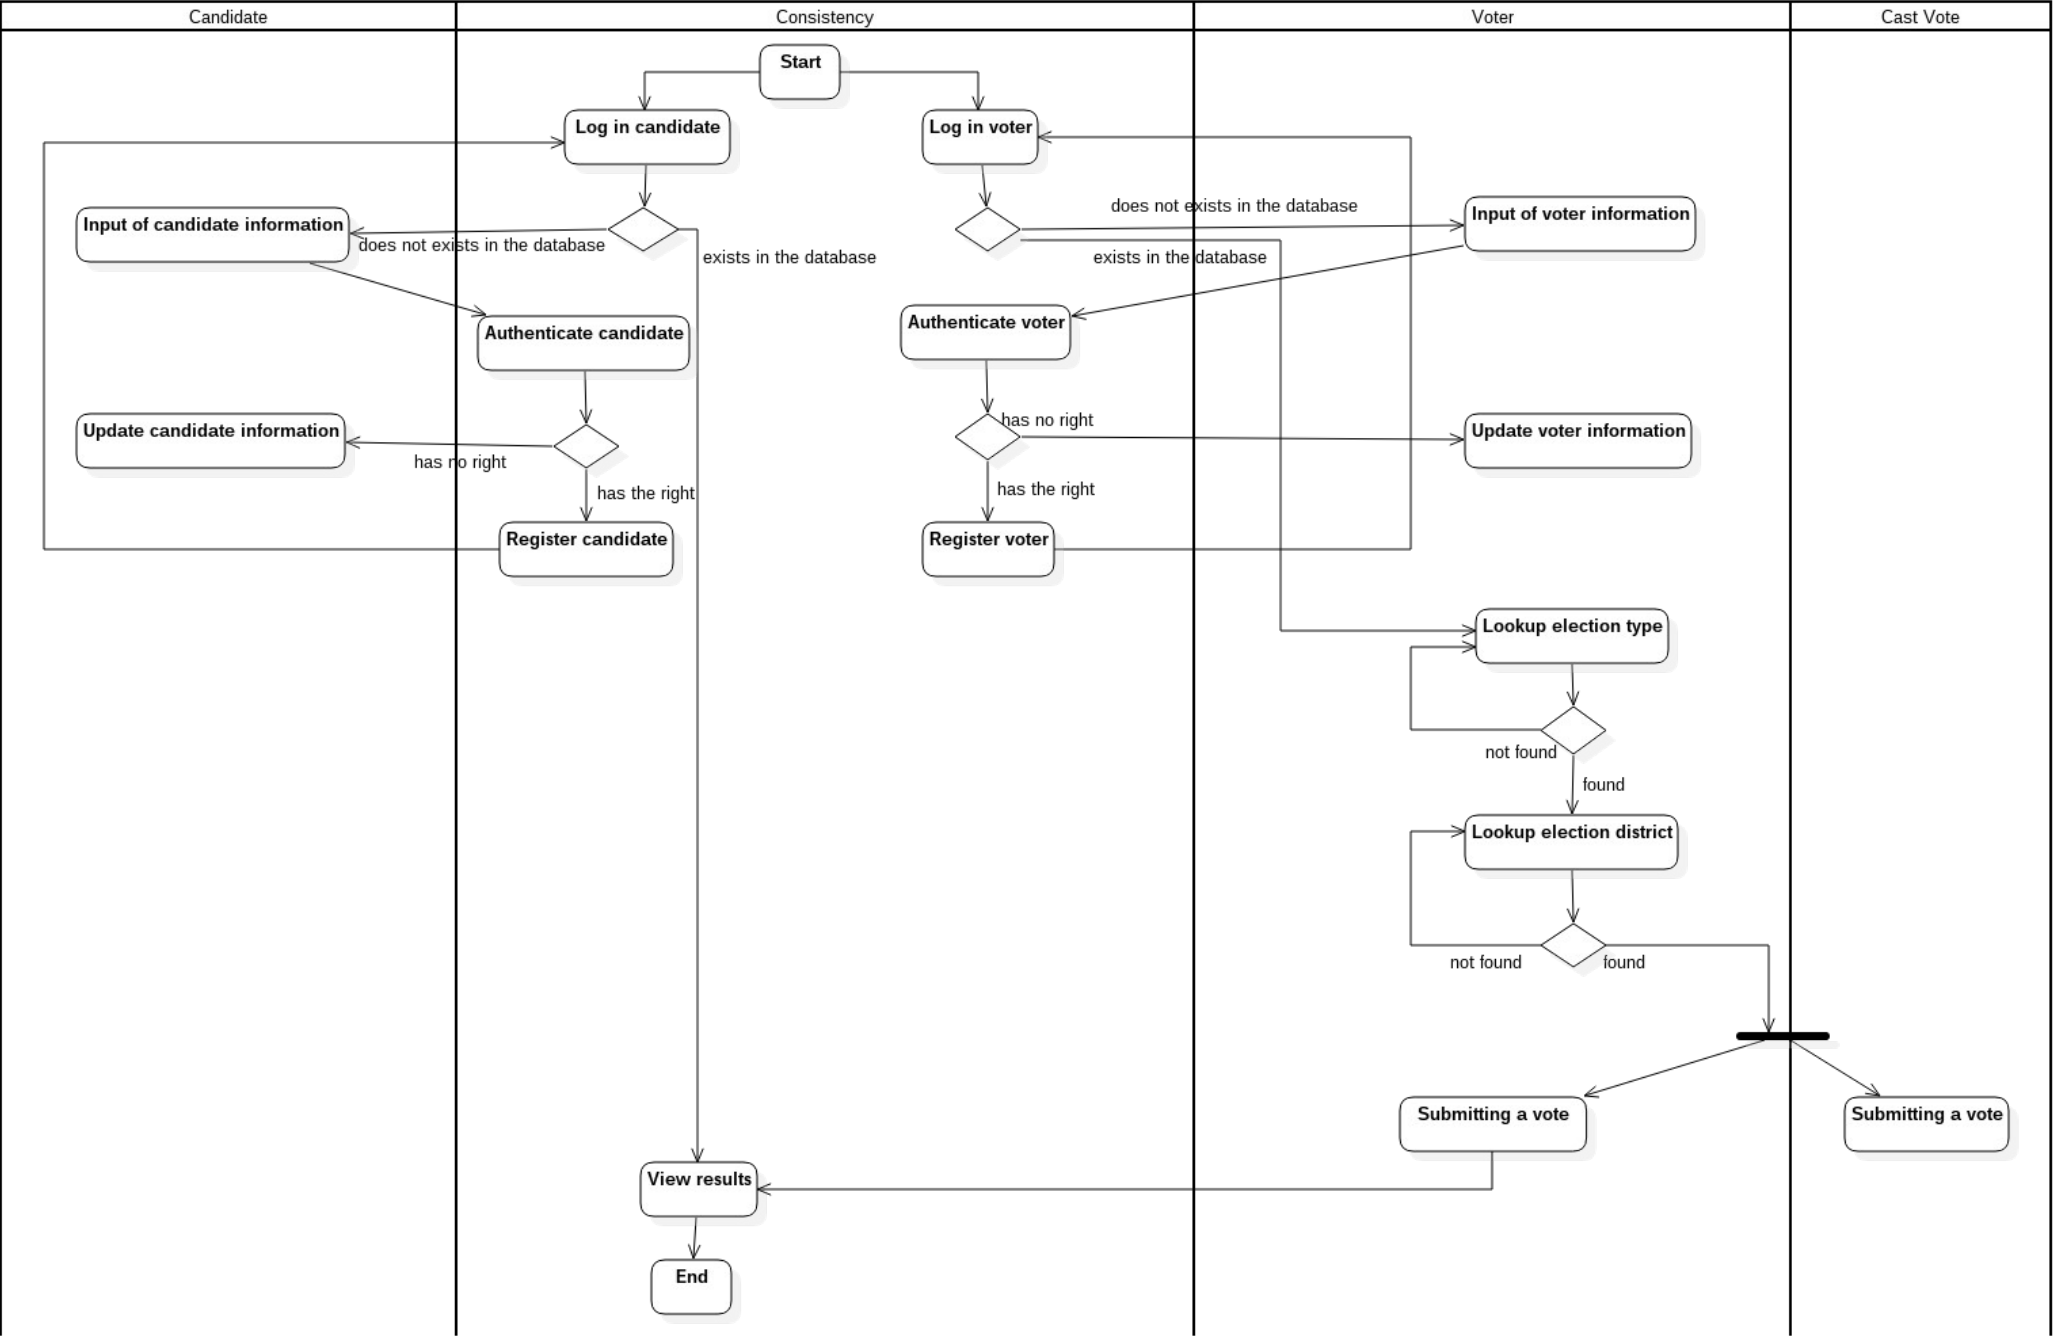 Candidate
Consistency
Voter
Cast Vote
Start
Log in candidate
Log in voter
does not exists in the database
Input of voter information
Input of candidate information
does not exists in the database
exists in the database
exists in the database
Authenticate candidate
Authenticate voter
has no right
Update candidate information
Update voter information
has no right
has the right
has the right
Register candidate
Register voter
Lookup election type
not found
found
Lookup election district
not found
found
Submitting a vote
Submitting a vote
View results
End